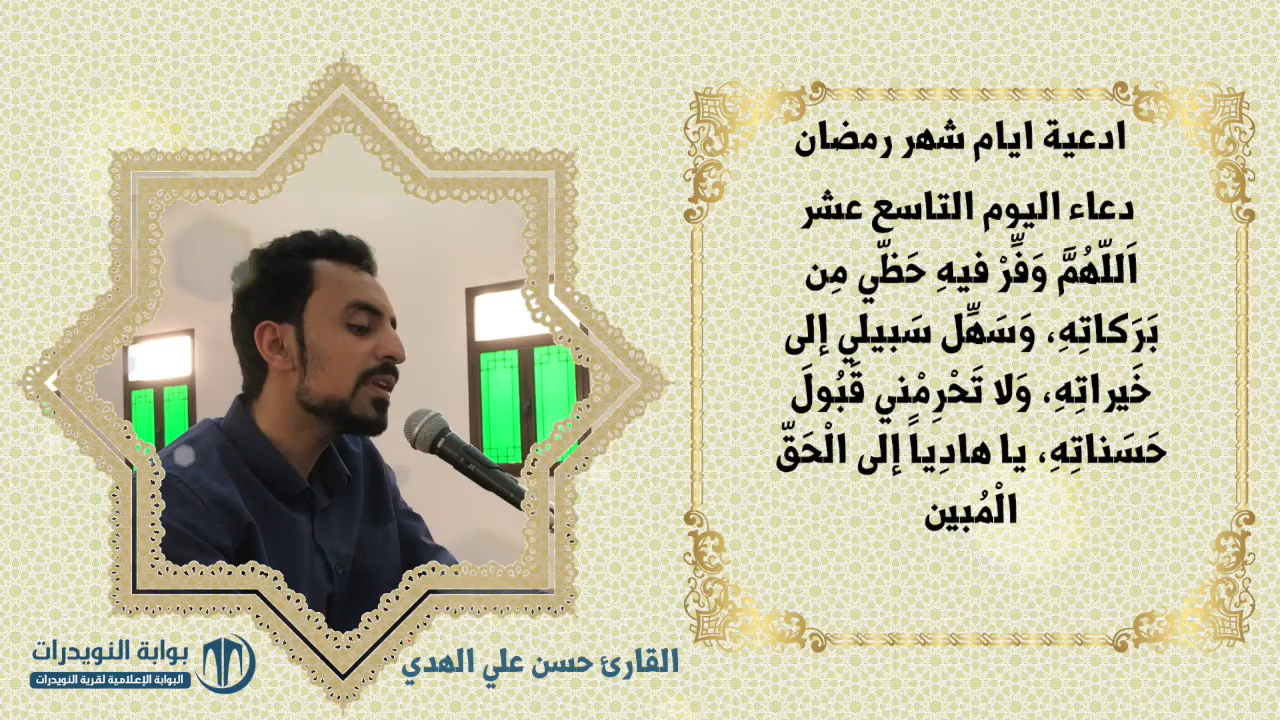 ادعية ايام شهر رمضان
دعاء اليوم التاسع عشر
اَللّهُمَّ وَفِّرْ فيهِ حَظّي مِن
بَرَكاتِهِ، وَسَهِّل سَبيلي إلى
خَيراتِهِ، وَلا تَحْرِمْني قَبُولَ
حَسَناتِهِ، يا هادِياً إلى الْحَقّ
الْمُبين
القارئ حسن علي الهدي
بوابة النويدرات
البوابة الإعلامية لقرية النويدرات